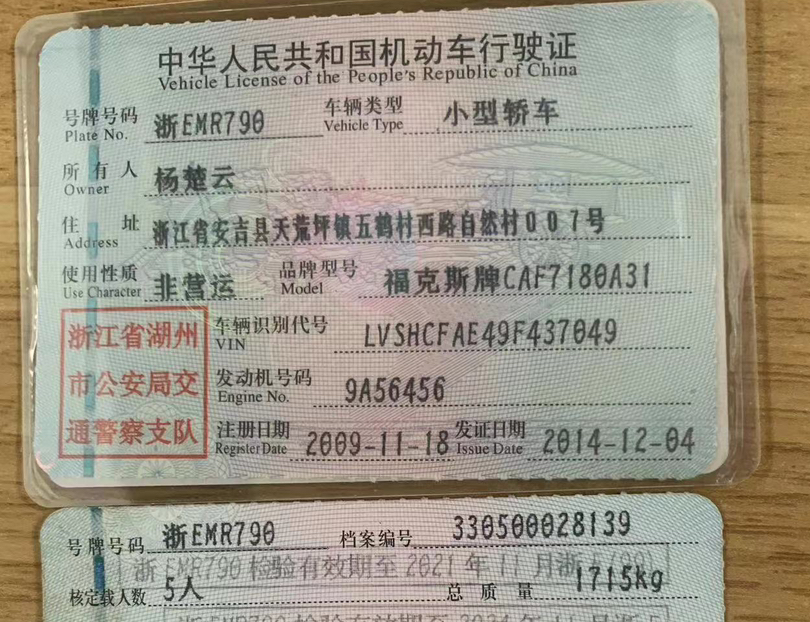 中华人民共和国机动车行驶证
Vehicle License of the People's Republic of China
号牌号码 浙EMR790 车辆类型 小型轿车
Plate No. Vehicle Type
所有人 杨楚云
Owner
住址 浙江省安吉县天荒坪镇五鹤村西路自然村007号
Address
使用性质 非营运 品牌型号 福克斯牌CAF7180A31
Use Character Model
浙江省湖州
市公安局交
通警察支队
车辆识别代号 LVSHCFAE49F437049
VIN
发动机号码 9A56456
Engine No.
注册日期 2009-11-18 发证日期 2014-12-04
Register Date Issue Date
号牌号码 浙EMR790 档案编号 330500028139
浙EMR790检验有效期至2021年11月浙E
核定载人数 5人 总质量 1715kg